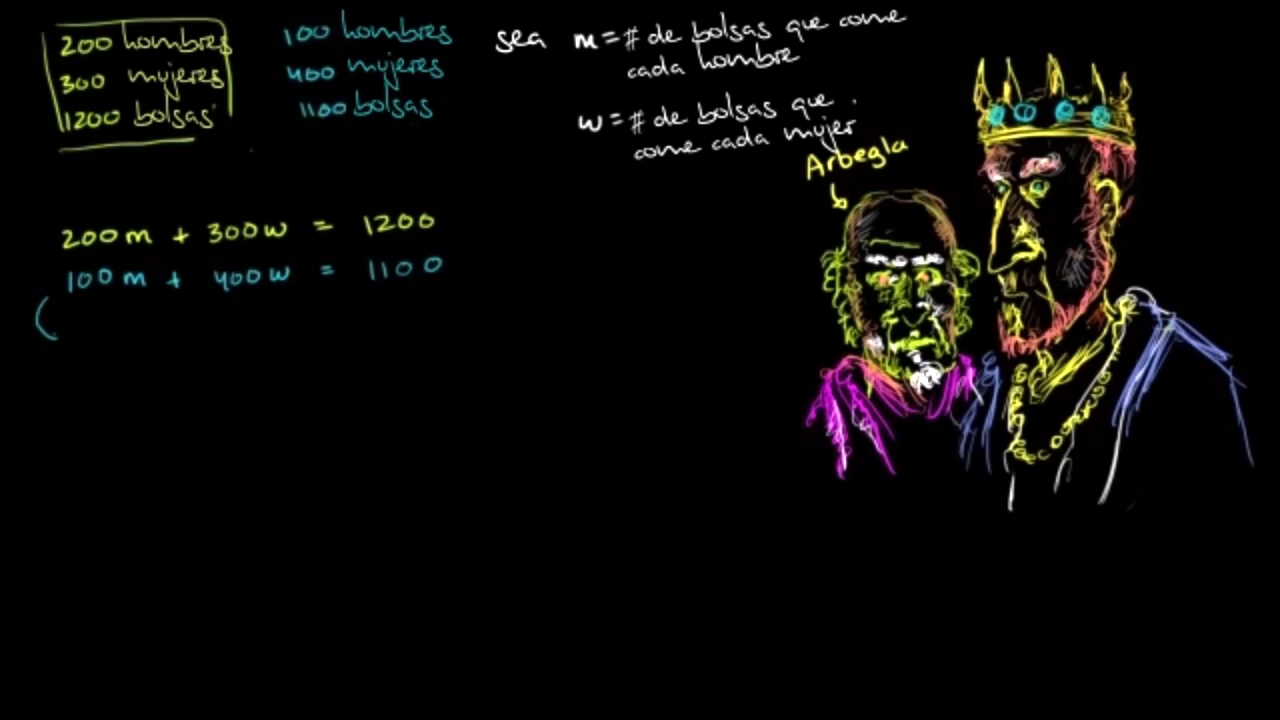 200 hombres
300 mujeres
1200 bolsas
100 hombres
400 mujeres
1100 bolsas
sea m = # de bolsas que come
cada hombre
w = # de bolsas que
come cada mujer
Arbegla
200m + 300w = 1200
100m + 400w = 1100
(